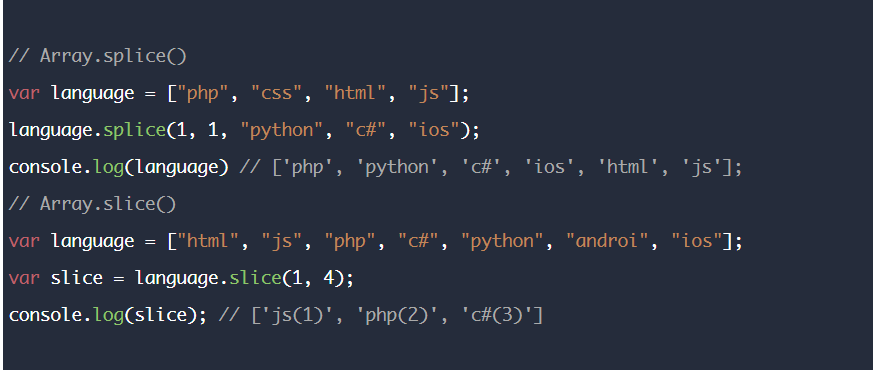 // Array.splice()
var language = ["php", "css", "html", "js"];
language.splice(1, 1, "python", "c#", "ios");
console.log(language) // ['php', 'python', 'c#', 'ios', 'html', 'js'];
// Array.slice()
var language = ["html", "js", "php", "c#", "python", "androi", "ios"];
var slice = language.slice(1, 4);
console.log(slice); // ['js(1)', 'php(2)', 'c#(3)']